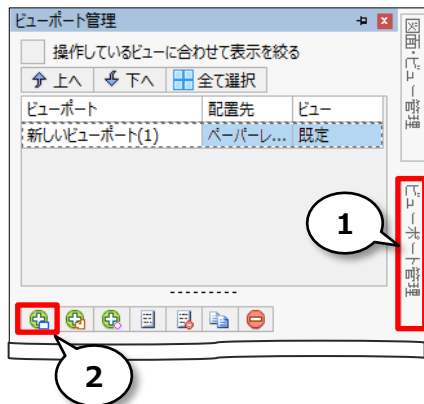 ビューポート管理
操作しているビューに合わせて表示を絞る
上へ 下へ 全て選択
ビューポート 配置先 ビュー
新しいビューポート(1) ペーパーレ... 既定
図面・ビュー管理
ビューポート管理
1
2